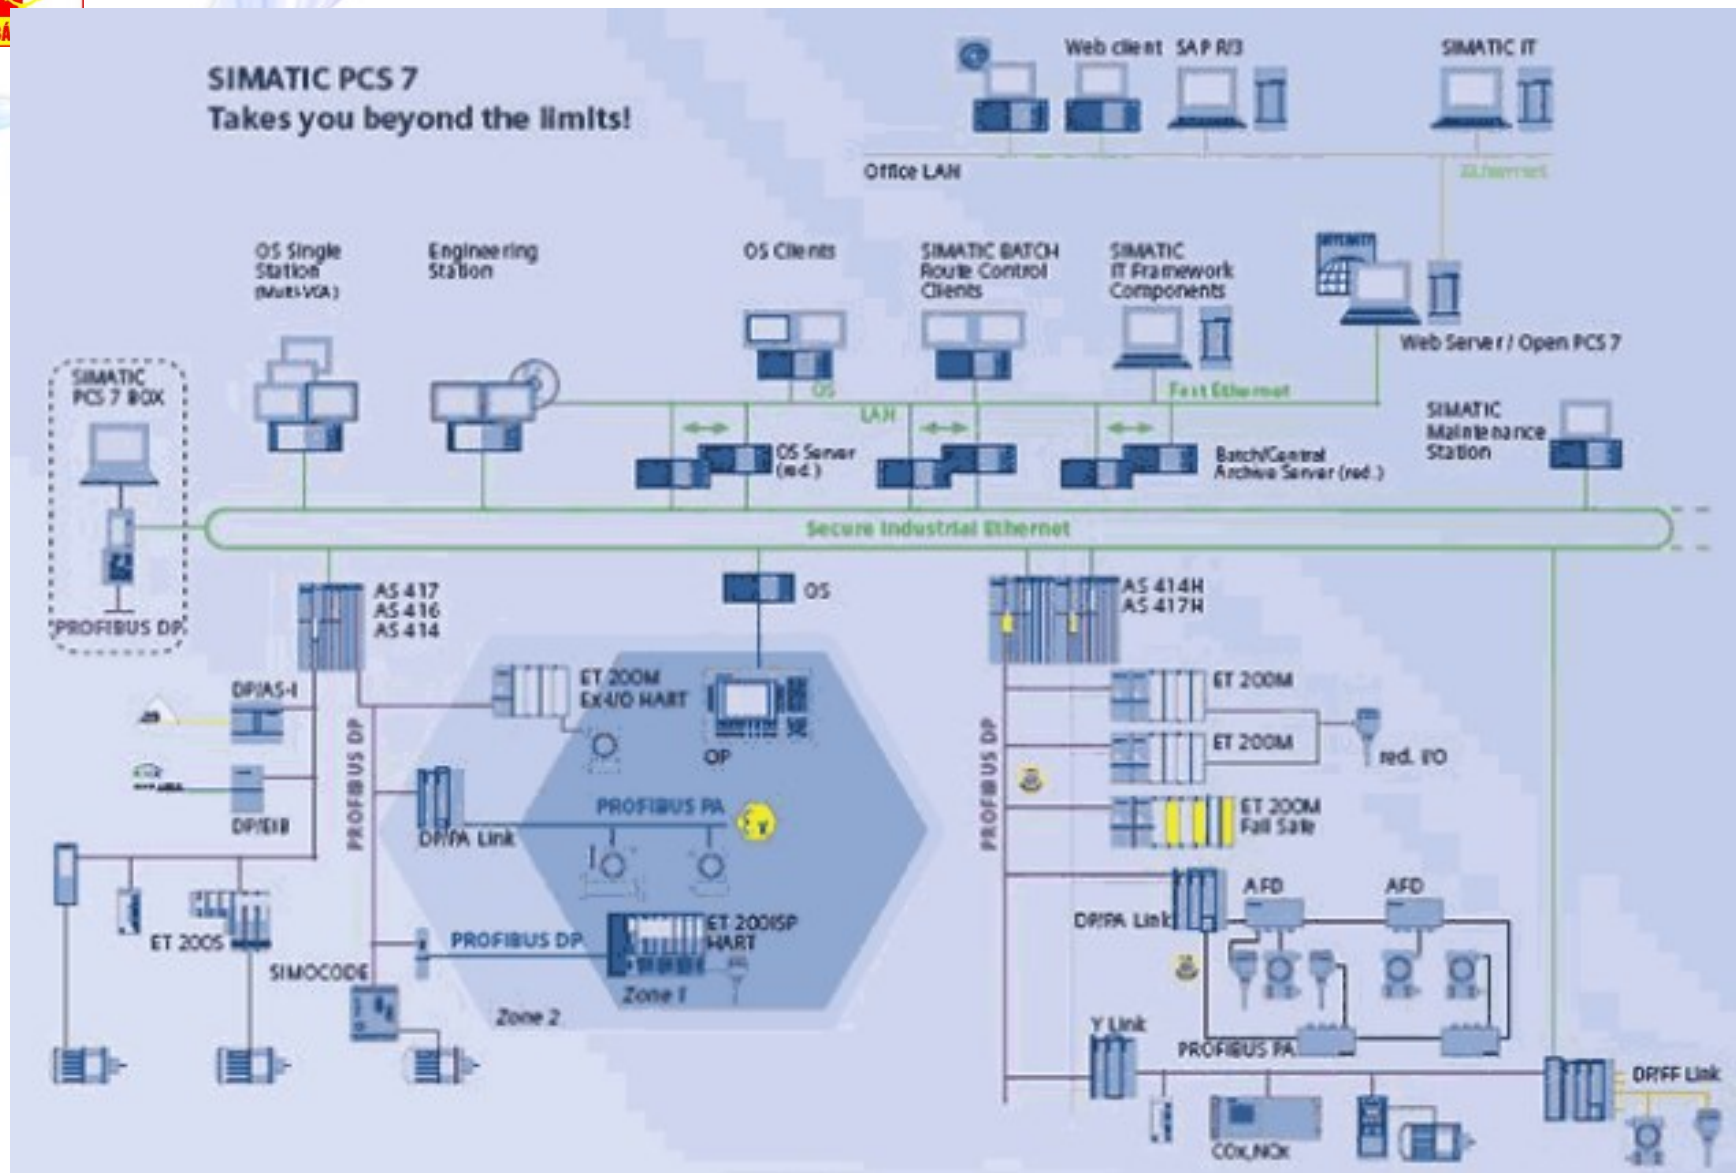 SIMATIC PCS 7
Takes you beyond the limits!
Web client
SAP R/3
SIMATIC IT
Office LAN
Ethernet
OS Single
Station
(Multi-VGA)
Engineering
Station
OS Clients
SIMATIC BATCH
Route Control
Clients
SIMATIC
IT Framework
Components
Web Server / Open PCS 7
SIMATIC
PCS 7 BOX
OS
LAN
Fast Ethernet
SIMATIC
Maintenance
Station
OS Server
(red.)
Batch/Central
Archive Server (red.)
Secure Industrial Ethernet
PROFIBUS DP
AS 417
AS 416
AS 414
OS
AS 414H
AS 417H
DP/AS-I
ET 200M
Ex-I/O HART
OP
ET 200M
ET 200M
red. I/O
PROFIBUS DP
PROFIBUS DP
DP/EIB
DP/PA Link
PROFIBUS PA
ET 200M
Fail Safe
ET 200S
SIMOCODE
PROFIBUS DP
ET 200iSP
HART
Zone 1
Zone 2
DP/PA Link
AFD
AFD
Y Link
PROFIBUS PA
DP/FF Link
COx,NOx